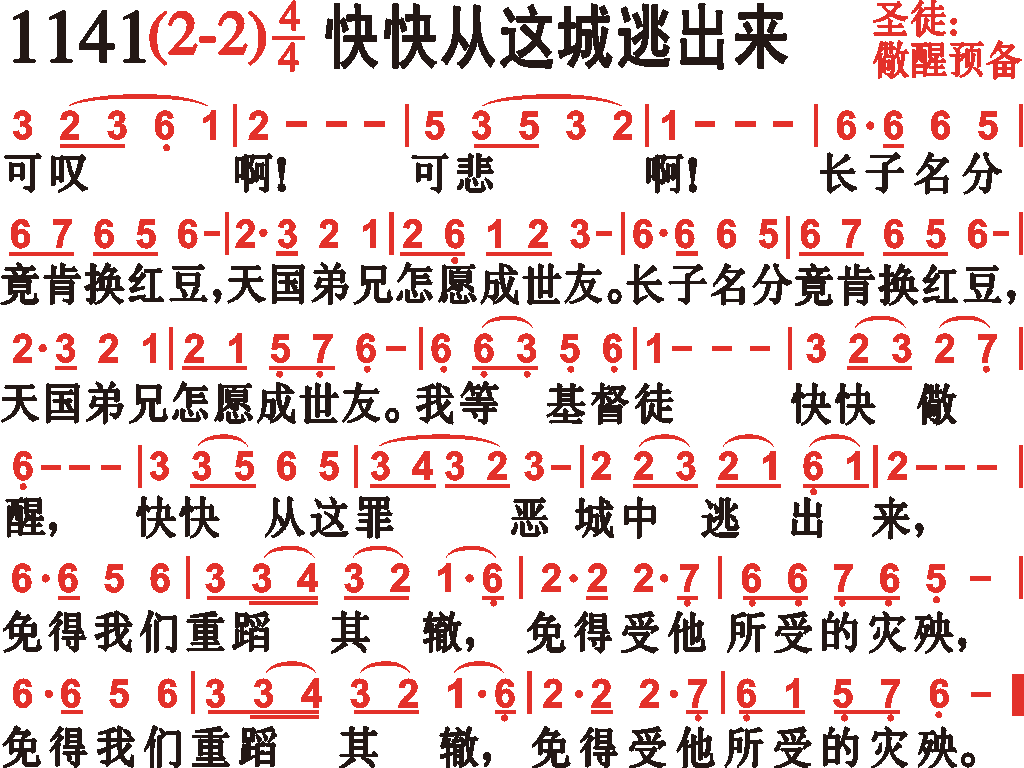 1141(2-2) 4/4 快快从这城逃出来 圣徒：
儆醒预备
3 2 3 6 1 | 2 - - - | 5 3 5 3 2 | 1 - - - | 6·6 6 5 |
可叹 啊！ 可悲 啊！ 长子名分
6 7 6 5 6 - | 2·3 2 1 | 2 6 1 2 3 - | 6·6 6 5 | 6 7 6 5 6 - |
竟肯换红豆，天国弟兄怎愿成世友。长子名分竟肯换红豆，
2·3 2 1 | 2 1 5 7 6 - | 6 6 3 5 6 | 1 - - - | 3 2 3 2 7 |
天国弟兄怎愿成世友。我等 基督徒 快快 儆
6 - - - | 3 3 5 6 5 | 3 4 3 2 3 - | 2 2 3 2 1 6 1 | 2 - - - |
醒， 快快 从这罪 恶 城中 逃 出 来，
6·6 5 6 | 3 3 4 3 2 1·6 | 2·2 2·7 | 6 6 7 6 5 - |
免得我们重蹈 其 辙， 免得受他 所受的灾殃，
6·6 5 6 | 3 3 4 3 2 1·6 | 2·2 2·7 | 6 1 5 7 6 -
免得我们重蹈 其 辙， 免得受他所受的灾殃。